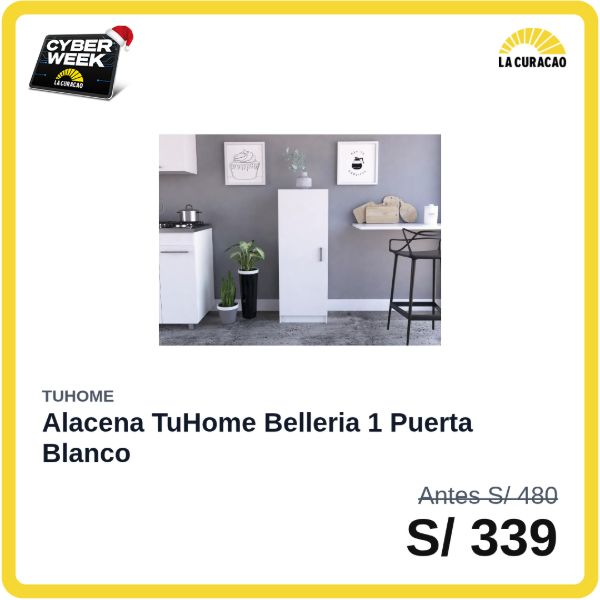 CYBER
WEEK
LA CURACAO
LA CURACAO
TUHOME
Alacena TuHome Belleria 1 Puerta
Blanco
Antes S/ 480
S/ 339